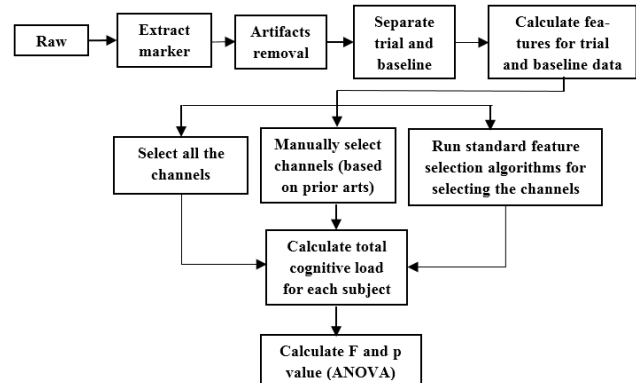 Raw
Extract
marker
Artifacts
removal
Separate
trial and
baseline
Calculate fea-
tures for trial
and baseline data
Select all the
channels
Manually select
channels (based
on prior arts)
Run standard feature
selection algorithms for
selecting the channels
Calculate total
cognitive load
for each subject
Calculate F and p
value (ANOVA)